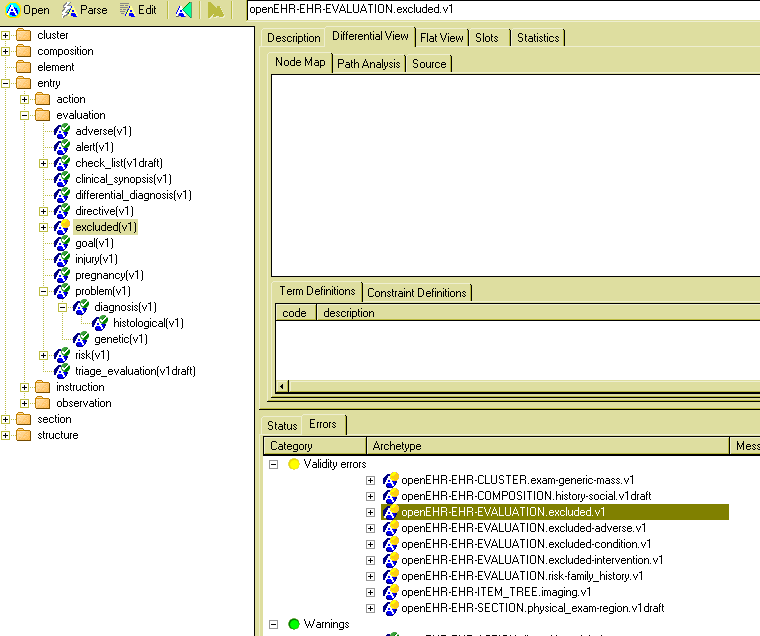 Open Parse Edit openEHR-EHR-EVALUATION.excluded.v1
cluster
composition
element
entry
action
evaluation
adverse(v1)
alert(v1)
check_list(v1draft)
clinical_synopsis(v1)
differential_diagnosis(v1)
directive(v1)
excluded(v1)
goal(v1)
injury(v1)
pregnancy(v1)
problem(v1)
diagnosis(v1)
histological(v1)
genetic(v1)
risk(v1)
triage_evaluation(v1draft)
instruction
observation
section
structure
Description Differential View Flat View Slots Statistics
Node Map Path Analysis Source
Term Definitions Constraint Definitions
code description
Status Errors
Category Archetype Mess
Validity errors
openEHR-EHR-CLUSTER.exam-generic-mass.v1
openEHR-EHR-COMPOSITION.history-social.v1draft
openEHR-EHR-EVALUATION.excluded.v1
openEHR-EHR-EVALUATION.excluded-adverse.v1
openEHR-EHR-EVALUATION.excluded-condition.v1
openEHR-EHR-EVALUATION.excluded-intervention.v1
openEHR-EHR-EVALUATION.risk-family_history.v1
openEHR-EHR-ITEM_TREE.imaging.v1
openEHR-EHR-SECTION.physical_exam-region.v1draft
Warnings